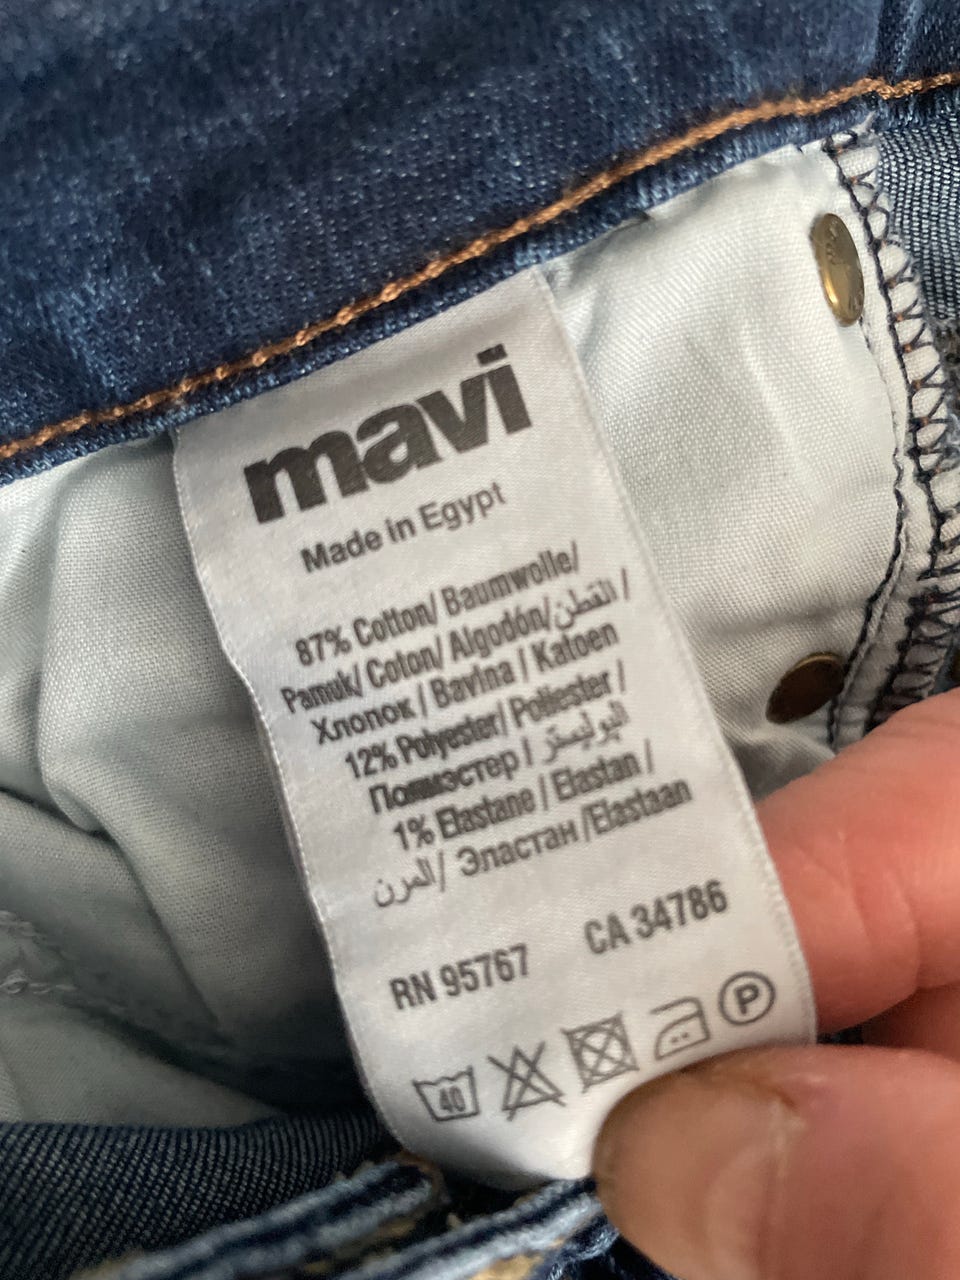 mavi
Made in Egypt
87% Cotton/ Baumwolle/
Pamuk/ Coton/ Algodón/القطن /
Хлопок / Bavlna / Katoen
12% Polyester/ Poliester /
Полиэстер / البوليستر
1% Elastane / Elastan /
المرن/ Эластан /Elastaan
RN 95767 CA 34786
40 P